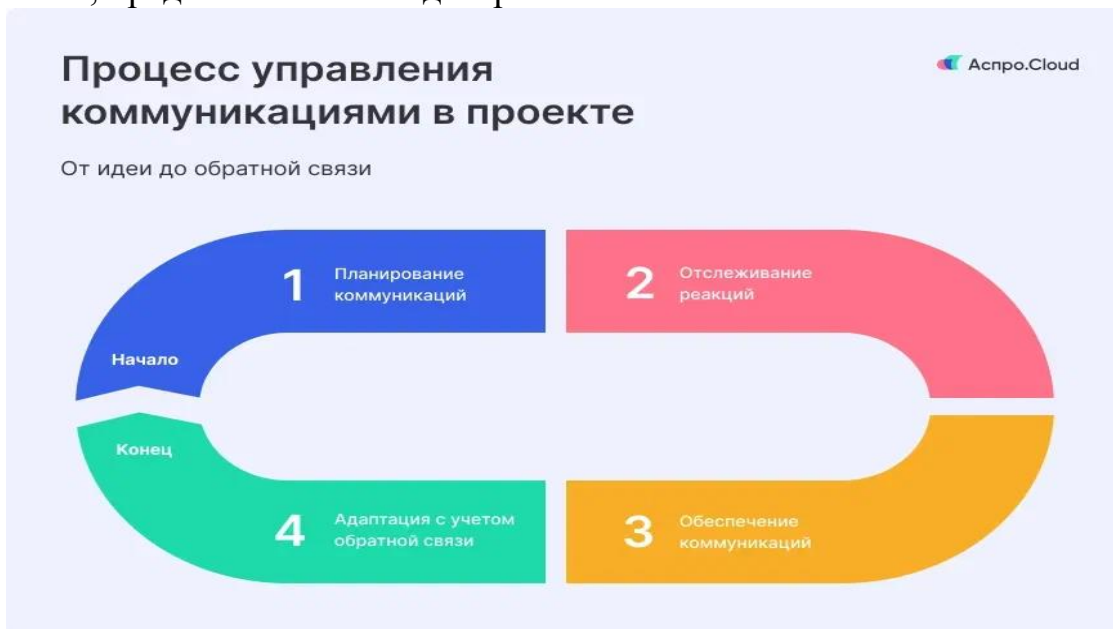 Процесс управления
коммуникациями в проекте
Аспро.Cloud
От идеи до обратной связи
1 Планирование
коммуникаций
2 Отслеживание
реакций
Начало
Конец
4 Адаптация с учетом
обратной связи
3 Обеспечение
коммуникаций